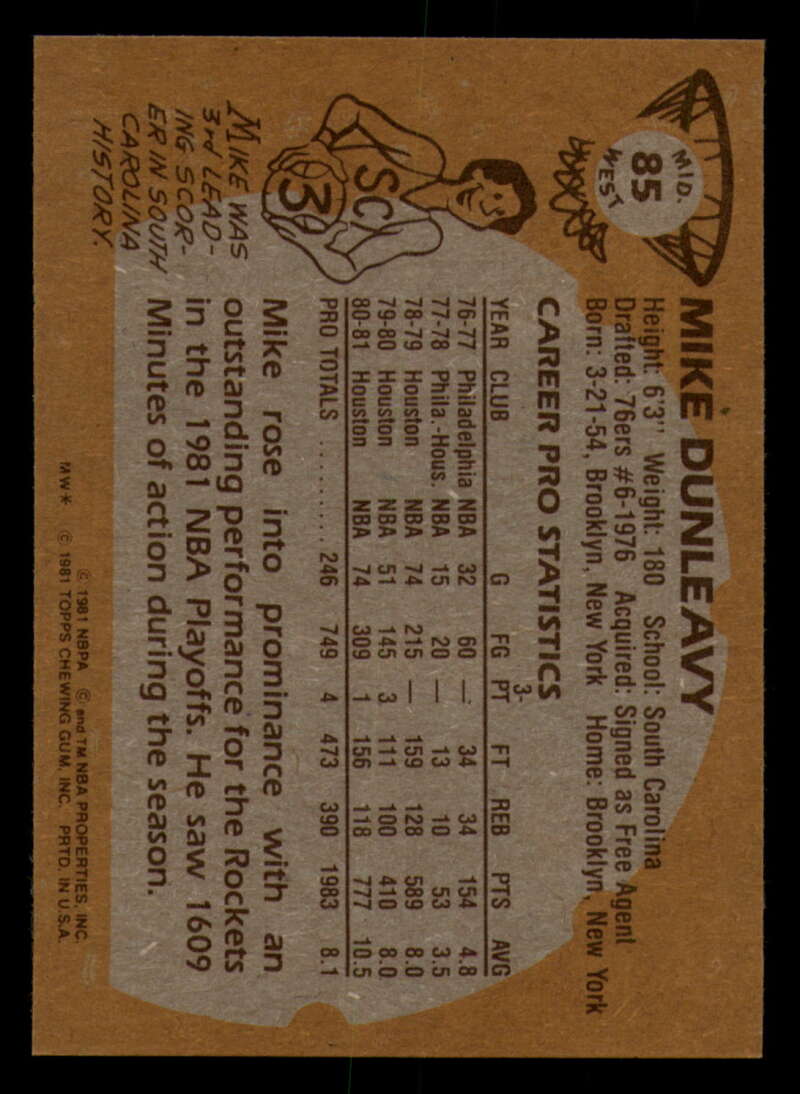 MID.
85
WEST
MIKE DUNLEAVY
Height: 6'3" Weight: 180 School: South Carolina
Drafted: 76ers #6-1976 Acquired: Signed as Free Agent
Born: 3-21-54, Brooklyn, New York Home: Brooklyn, New York
CAREER PRO STATISTICS
YEAR CLUB G FG 3-PT FT REB PTS AVG
76-77 Philadelphia NBA 32 60 — 34 34 154 4.8
77-78 Phila.-Hous. NBA 15 20 — 13 10 53 3.5
78-79 Houston NBA 74 215 — 159 128 589 8.0
79-80 Houston NBA 51 145 3 111 100 410 8.0
80-81 Houston NBA 74 309 1 156 118 777 10.5
PRO TOTALS .......... 246 749 4 473 390 1983 8.1
SC
3
MIKE WAS
3rd LEAD-
ING SCOR-
ER IN SOUTH
CAROLINA
HISTORY.
Mike rose into prominance with an
outstanding performance for the Rockets
in the 1981 NBA Playoffs. He saw 1609
Minutes of action during the season.
© 1981 NBPA © and TM NBA PROPERTIES, INC.
MW* © 1981 TOPPS CHEWING GUM, INC. PRTD. IN U.S.A.